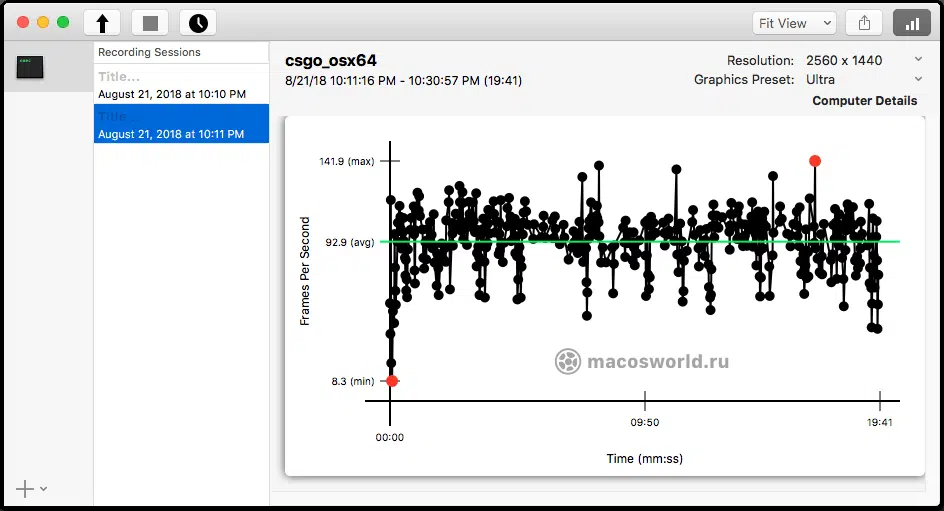 Fit View
Recording Sessions
Title...
August 21, 2018 at 10:10 PM
Title...
August 21, 2018 at 10:11 PM
csgo_osx64
8/21/18 10:11:16 PM - 10:30:57 PM (19:41)
Resolution: 2560 x 1440
Graphics Preset: Ultra
Computer Details
141.9 (max)
92.9 (avg)
8.3 (min)
Frames Per Second
macosworld.ru
00:00
09:50
19:41
Time (mm:ss)